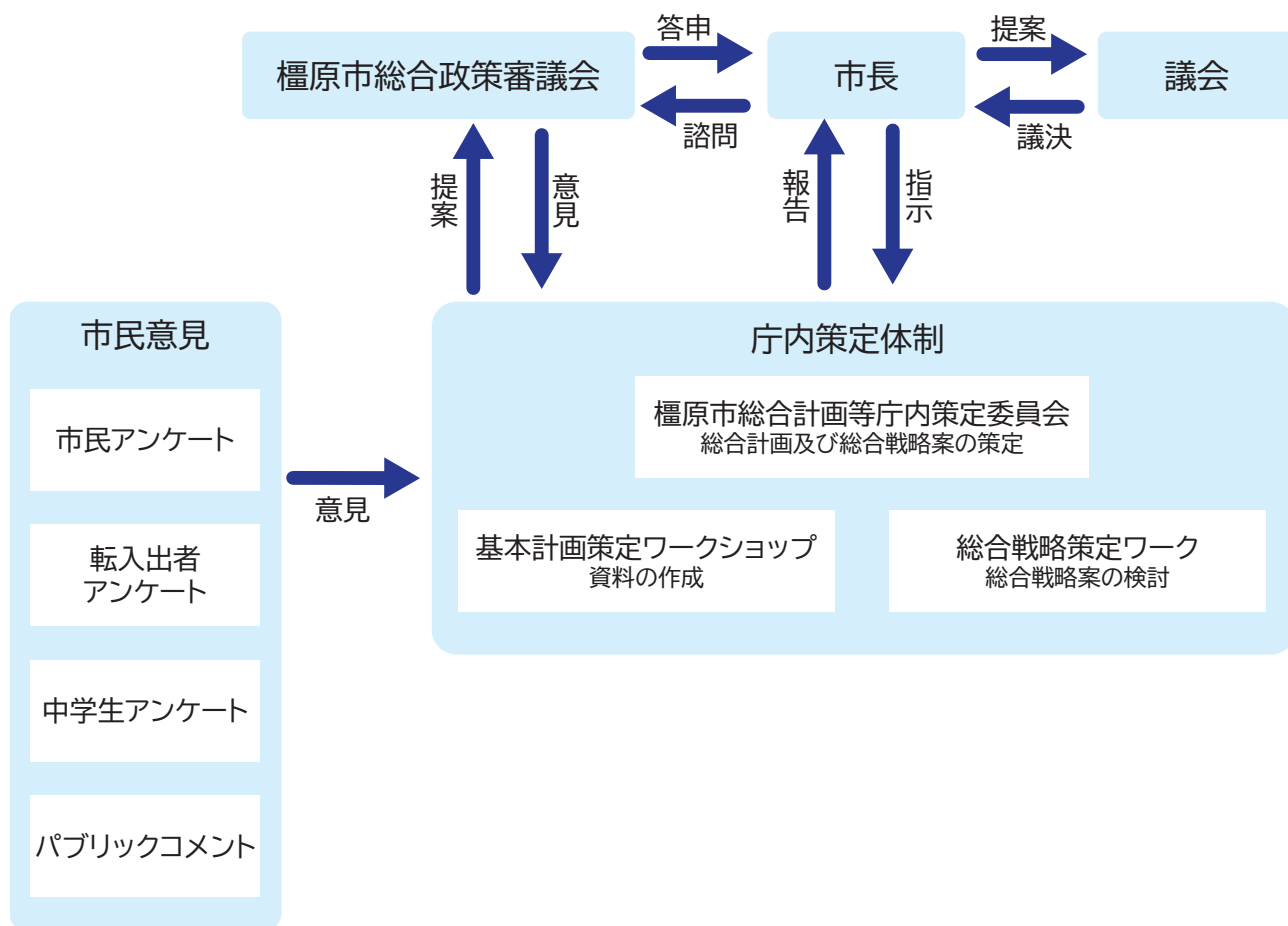 答申
提案
橿原市総合政策審議会
市長
議会
諮問
議決
提案
意見
報告
指示
市民意見
市民アンケート
転入出者
アンケート
中学生アンケート
パブリックコメント
意見
庁内策定体制
橿原市総合計画等庁内策定委員会
総合計画及び総合戦略案の策定
基本計画策定ワークショップ
資料の作成
総合戦略策定ワーク
総合戦略案の検討